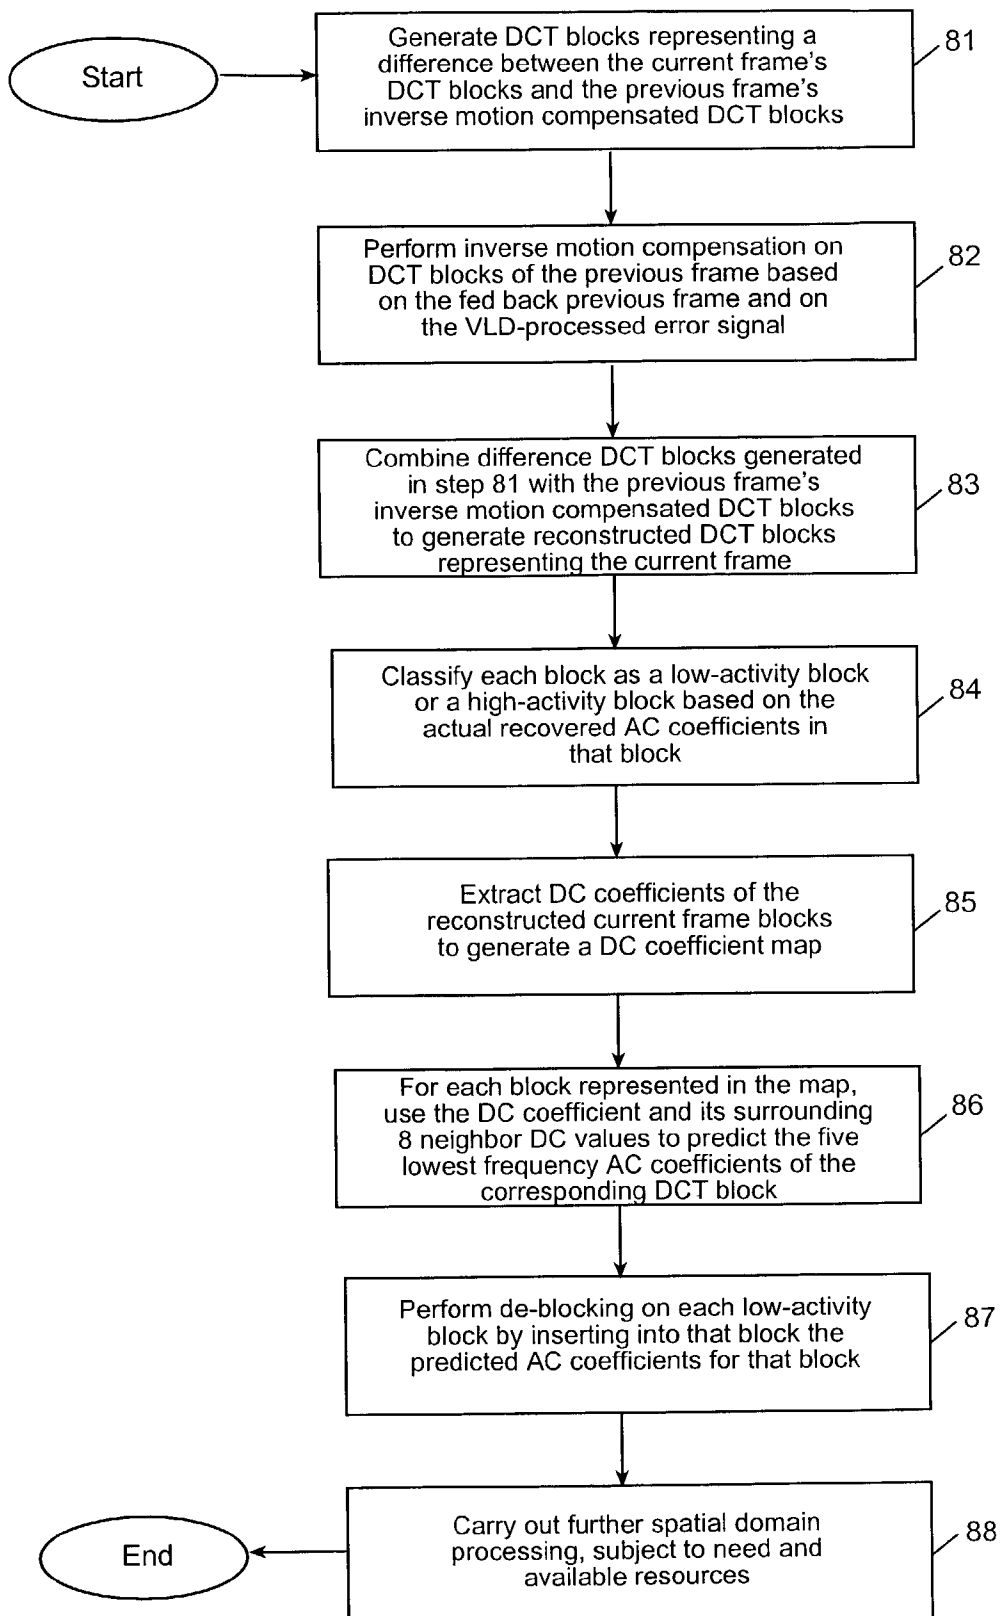 Start
Generate DCT blocks representing a
difference between the current frame's
DCT blocks and the previous frame's
inverse motion compensated DCT blocks
81
Perform inverse motion compensation on
DCT blocks of the previous frame based
on the fed back previous frame and on
the VLD-processed error signal
82
Combine difference DCT blocks generated
in step 81 with the previous frame's
inverse motion compensated DCT blocks
to generate reconstructed DCT blocks
representing the current frame
83
Classify each block as a low-activity block
or a high-activity block based on the
actual recovered AC coefficients in
that block
84
Extract DC coefficients of the
reconstructed current frame blocks
to generate a DC coefficient map
85
For each block represented in the map,
use the DC coefficient and its surrounding
8 neighbor DC values to predict the five
lowest frequency AC coefficients of the
corresponding DCT block
86
Perform de-blocking on each low-activity
block by inserting into that block the
predicted AC coefficients for that block
87
Carry out further spatial domain
processing, subject to need and
available resources
88
End